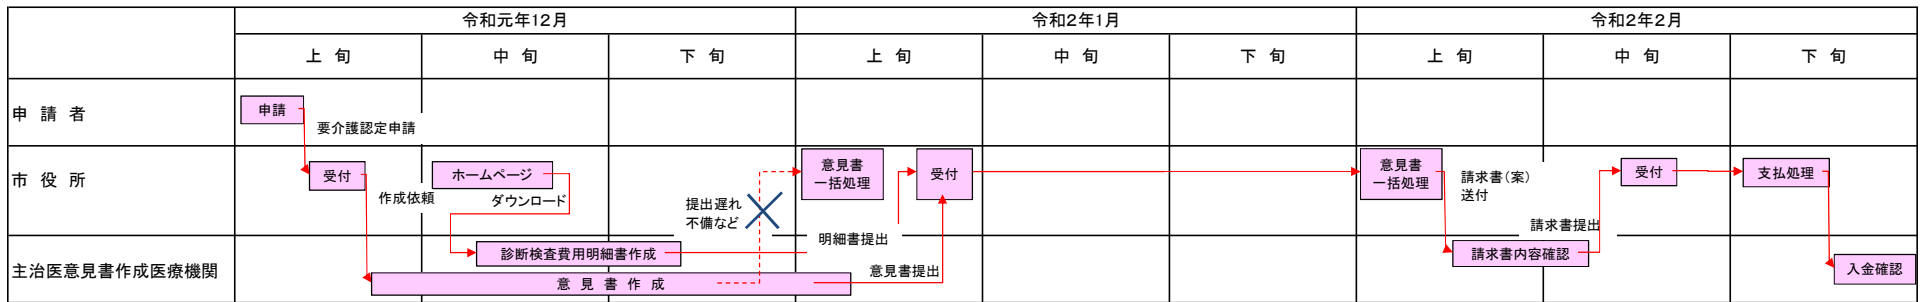 令和元年12月
令和2年1月
令和2年2月
上 旬
中 旬
下 旬
上 旬
中 旬
下 旬
上 旬
中 旬
下 旬
申 請 者
申請
要介護認定申請
市 役 所
受付
作成依頼
ホームページ
ダウンロード
提出遅れ
不備など
意見書
一括処理
受付
明細書提出
意見書
一括処理
請求書(案)
送付
受付
請求書提出
支払処理
主治医意見書作成医療機関
診断検査費用明細書作成
意 見 書 作 成
意見書提出
請求書内容確認
入金確認